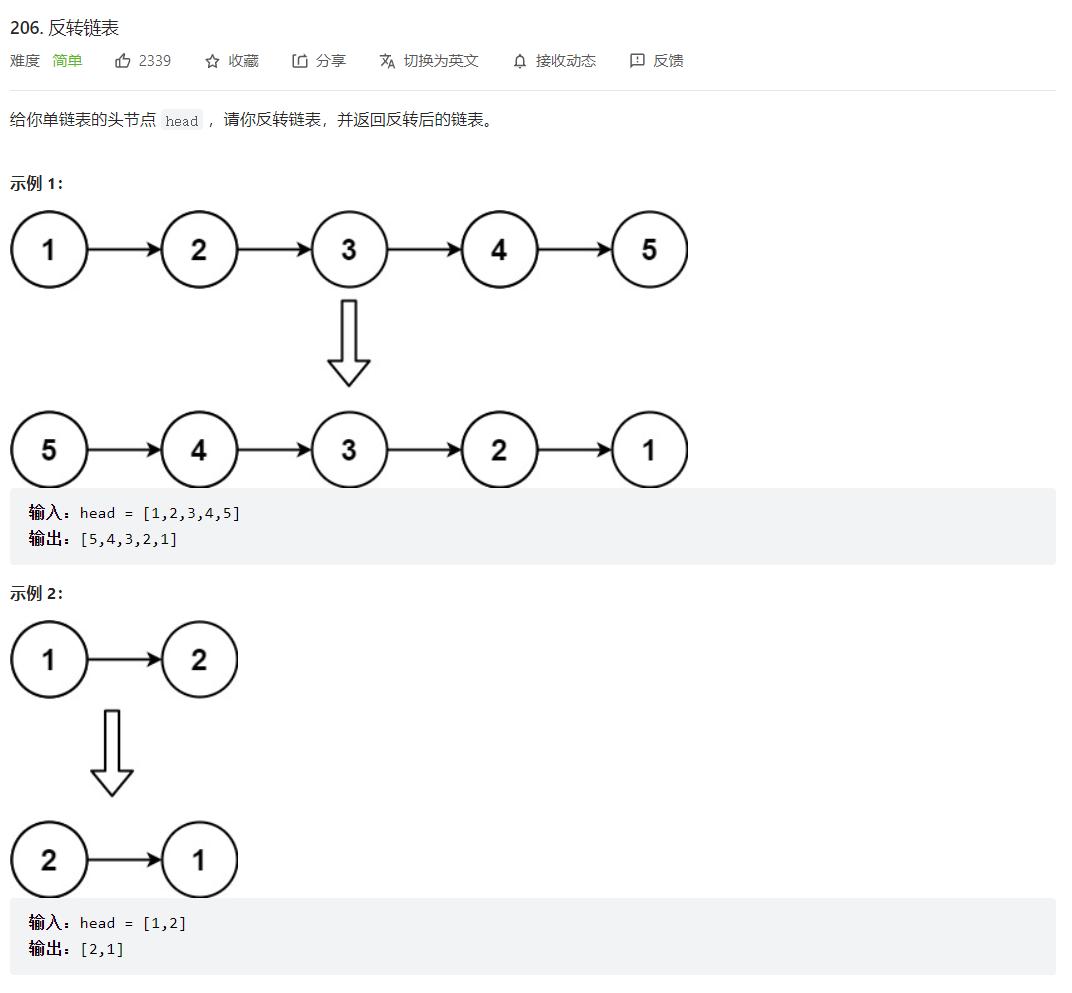 206. 反转链表
难度 简单 2339 收藏 分享 切换为英文 接收动态 反馈
给你单链表的头节点 head ，请你反转链表，并返回反转后的链表。
示例 1：
1 2 3 4 5
5 4 3 2 1
输入：head = [1,2,3,4,5]
输出：[5,4,3,2,1]
示例 2：
1 2
2 1
输入：head = [1,2]
输出：[2,1]